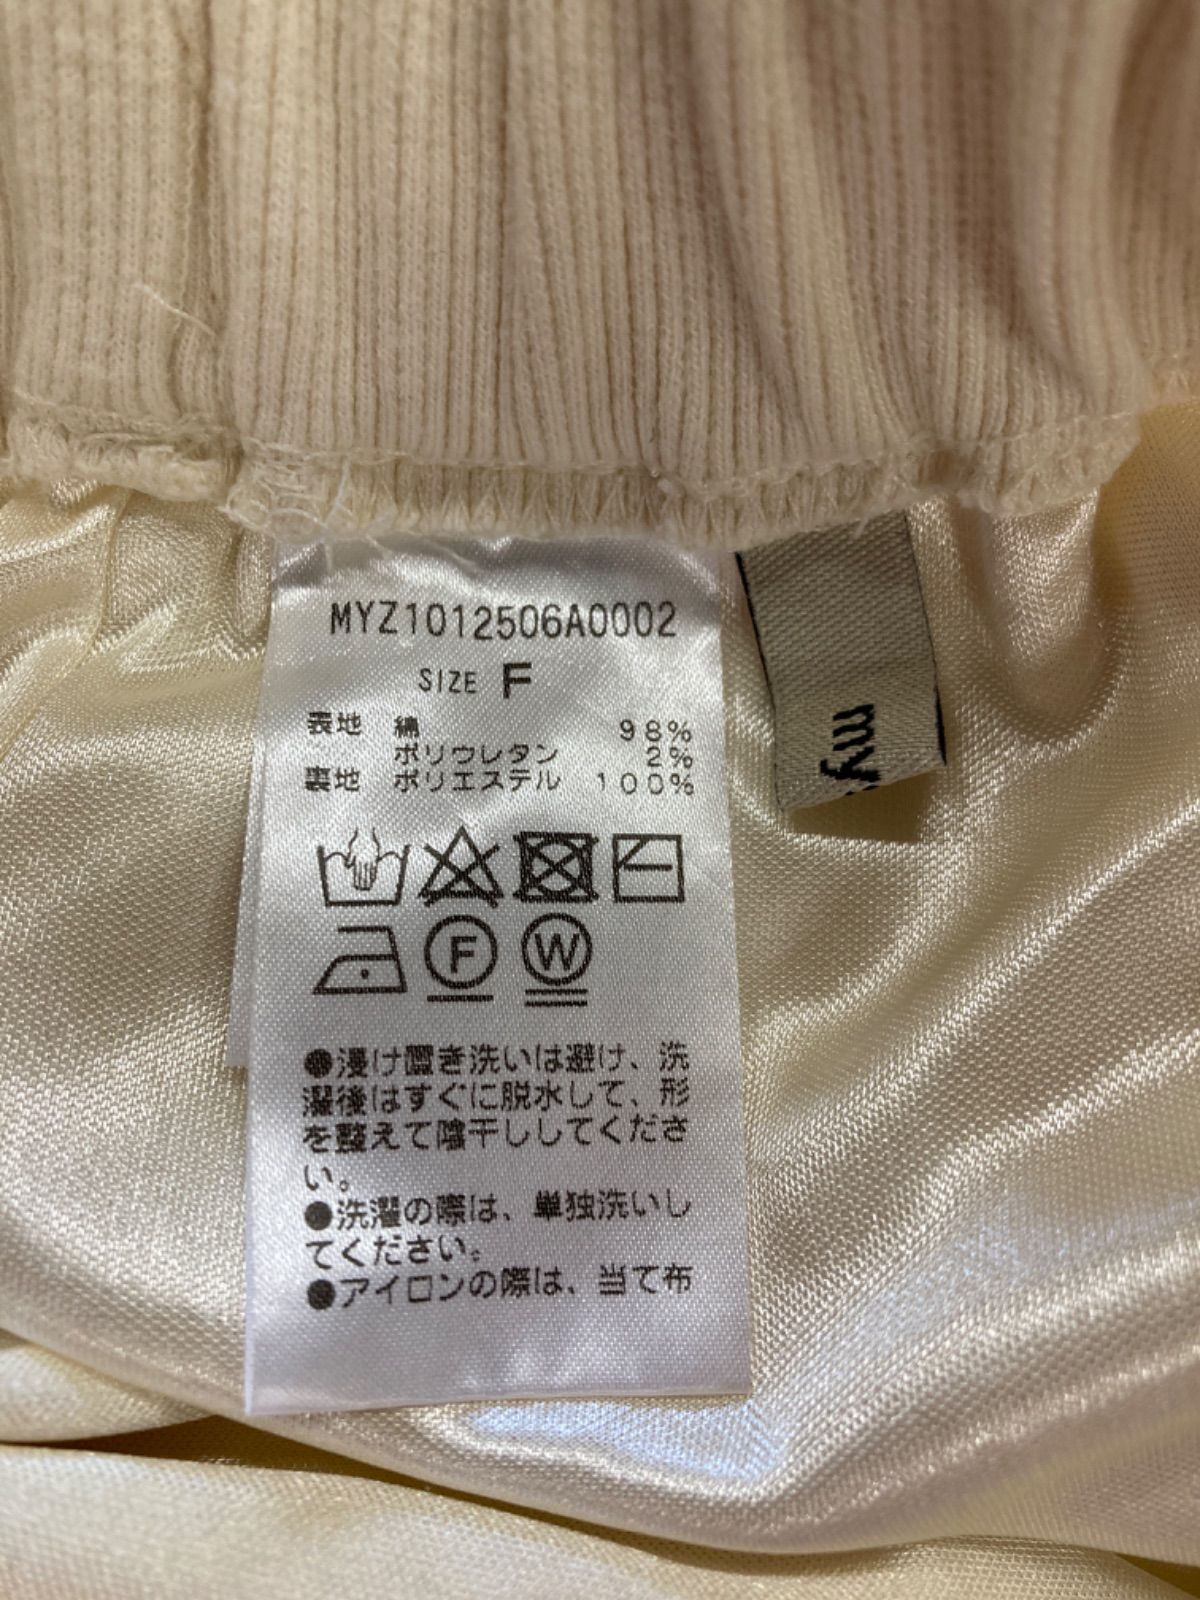 MYZ1012506A0002
SIZE F
表地 綿 98%
ポリウレタン 2%
裏地 ポリエステル 100%
F W
●浸け置き洗いは避け、洗
濯後はすぐに脱水して、形
を整えて陰干ししてくださ
い。
●洗濯の際は、単独洗いし
てください。
●アイロンの際は、当て布
my